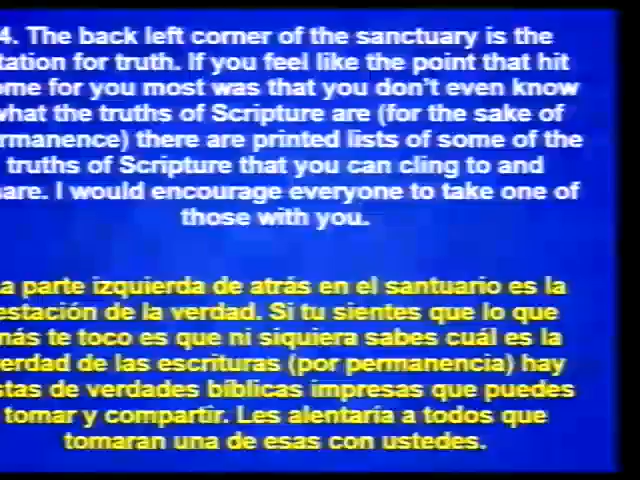 4. The back left corner of the sanctuary is the
tation for truth. If you feel like the point that hit
ome for you most was that you don't even know
what the truths of Scripture are (for the sake of
rmanence) there are printed lists of some of the
truths of Scripture that you can cling to and
are. I would encourage everyone to take one of
those with you.
a parte izquierda de atrás en el santuario es la
estación de la verdad. Si tu sientes que lo que
más te toco es que ni siquiera sabes cuál es la
erdad de las escrituras (por permanencia) hay
stas de verdades bíblicas impresas que puedes
tomar y compartir. Les alentaría a todos que
tomaran una de esas con ustedes.